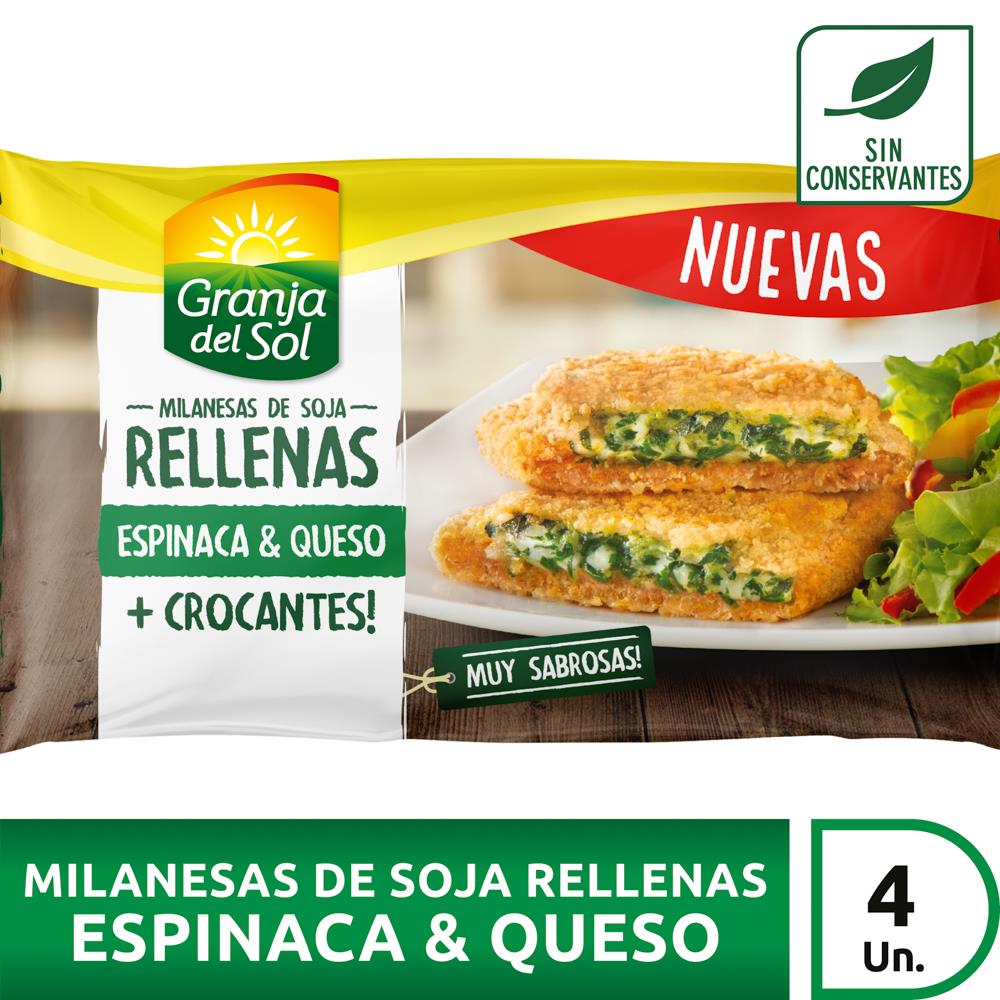 SIN
CONSERVANTES
NUEVAS
Granja
del Sol
MILANESAS DE SOJA
RELLENAS
ESPINACA & QUESO
+ CROCANTES!
MUY SABROSAS!
MILANESAS DE SOJA RELLENAS
ESPINACA & QUESO
4
Un.